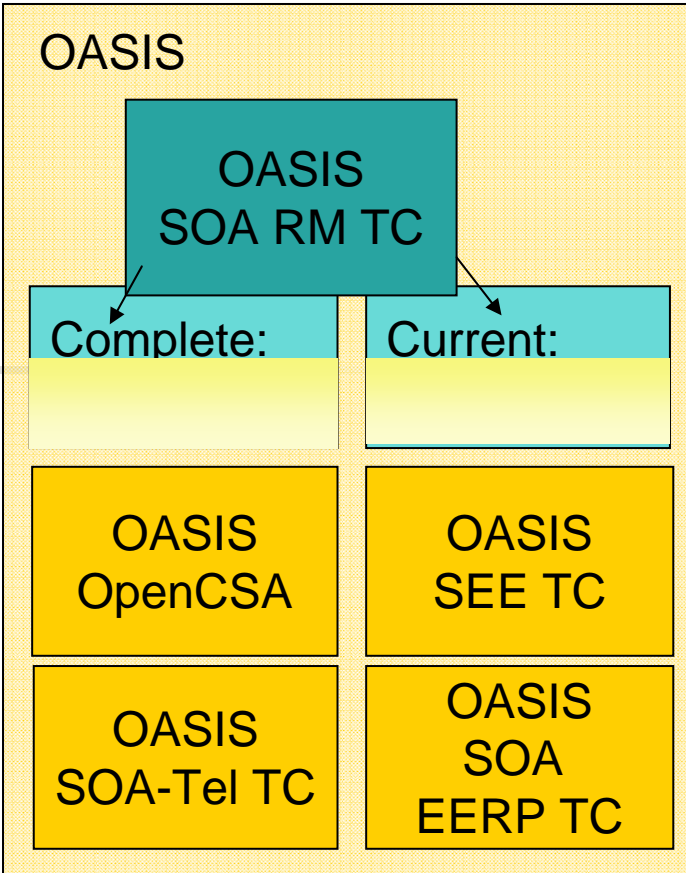 OASIS
OASIS
SOA RM TC
Complete:
Current:
OASIS
OpenCSA
OASIS
SEE TC
OASIS
SOA-Tel TC
OASIS
SOA
EERP TC